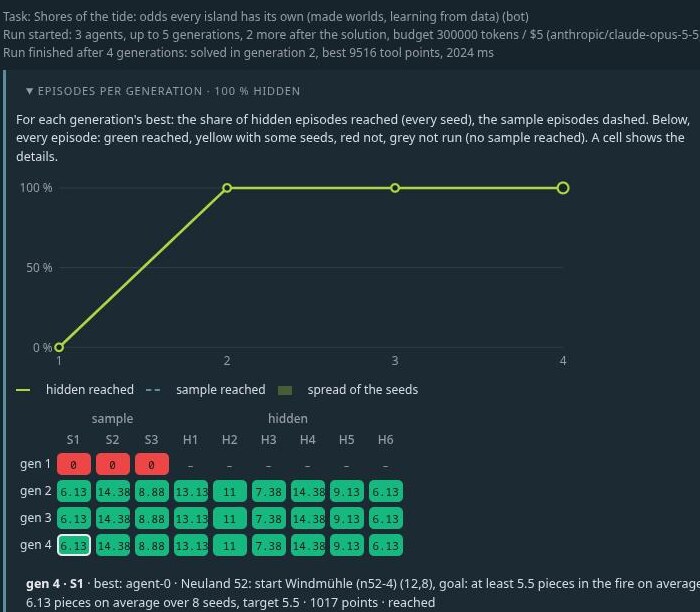 Task: Shores of the tide: odds every island has its own (made worlds, learning from data) (bot)
Run started: 3 agents, up to 5 generations, 2 more after the solution, budget 300000 tokens / $5 (anthropic/claude-opus-5-5
Run finished after 4 generations: solved in generation 2, best 9516 tool points, 2024 ms
▼ EPISODES PER GENERATION · 100 % HIDDEN
For each generation's best: the share of hidden episodes reached (every seed), the sample episodes dashed. Below,
every episode: green reached, yellow with some seeds, red not, grey not run (no sample reached). A cell shows the
details.
100 %
50 %
0 %
1 2 3 4
hidden reached sample reached spread of the seeds
sample hidden
S1 S2 S3 H1 H2 H3 H4 H5 H6
gen 1 0 0 0 – – – – – –
gen 2 6.13 14.38 8.88 13.13 11 7.38 14.38 9.13 6.13
gen 3 6.13 14.38 8.88 13.13 11 7.38 14.38 9.13 6.13
gen 4 6.13 14.38 8.88 13.13 11 7.38 14.38 9.13 6.13
gen 4 · S1 · best: agent-0 · Neuland 52: start Windmühle (n52-4) (12,8), goal: at least 5.5 pieces in the fire on average
6.13 pieces on average over 8 seeds, target 5.5 · 1017 points · reached